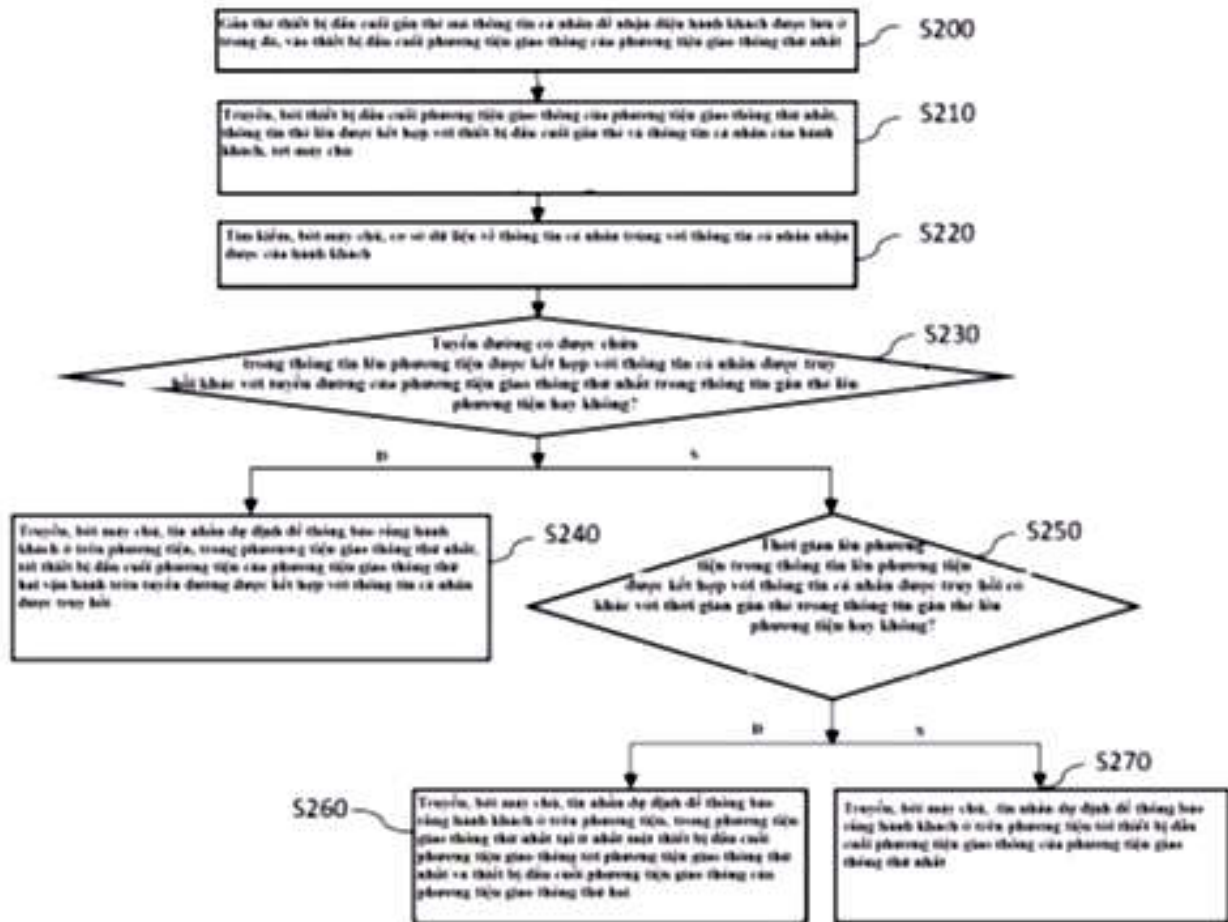 Gắn thẻ thiết bị đầu cuối gắn thẻ mà thông tin cá nhân để nhận diện hành khách được lưu ở
trong đó, vào thiết bị đầu cuối phương tiện giao thông của phương tiện giao thông thứ nhất
S200
Truyền, bởi thiết bị đầu cuối phương tiện giao thông của phương tiện giao thông thứ nhất,
thông tin thẻ lên được kết hợp với thiết bị đầu cuối gắn thẻ và thông tin cá nhân của hành
khách, tới máy chủ
S210
Tìm kiếm, bởi máy chủ, cơ sở dữ liệu về thông tin cá nhân trùng với thông tin cá nhân nhận
được của hành khách
S220
Tuyến đường có được chứa
trong thông tin lên phương tiện được kết hợp với thông tin cá nhân được truy
hồi khác với tuyến đường của phương tiện giao thông thứ nhất trong thông tin gắn thẻ lên
phương tiện hay không?
S230
D
s
Truyền, bởi máy chủ, tin nhắn dự định để thông báo rằng hành
khách ở trên phương tiện, trong phương tiện giao thông thứ nhất,
tới thiết bị đầu cuối phương tiện của phương tiện giao thông thứ
hai vận hành trên tuyến đường được kết hợp với thông tin cá nhân
được truy hồi
S240
Thời gian lên phương
tiện trong thông tin lên phương tiện
được kết hợp với thông tin cá nhân được truy hồi có
khác với thời gian gắn thẻ trong thông tin gắn thẻ lên
phương tiện hay không?
S250
D
s
S260
Truyền, bởi máy chủ, tin nhắn dự định để thông báo
rằng hành khách ở trên phương tiện, trong phương tiện
giao thông thứ nhất tại ít nhất một thiết bị đầu cuối
phương tiện giao thông tới phương tiện giao thông thứ
nhất và thiết bị đầu cuối phương tiện giao thông của
phương tiện giao thông thứ hai
S270
Truyền, bởi máy chủ, tin nhắn dự định để thông báo
rằng hành khách ở trên phương tiện tới thiết bị đầu
cuối phương tiện giao thông của phương tiện giao
thông thứ nhất